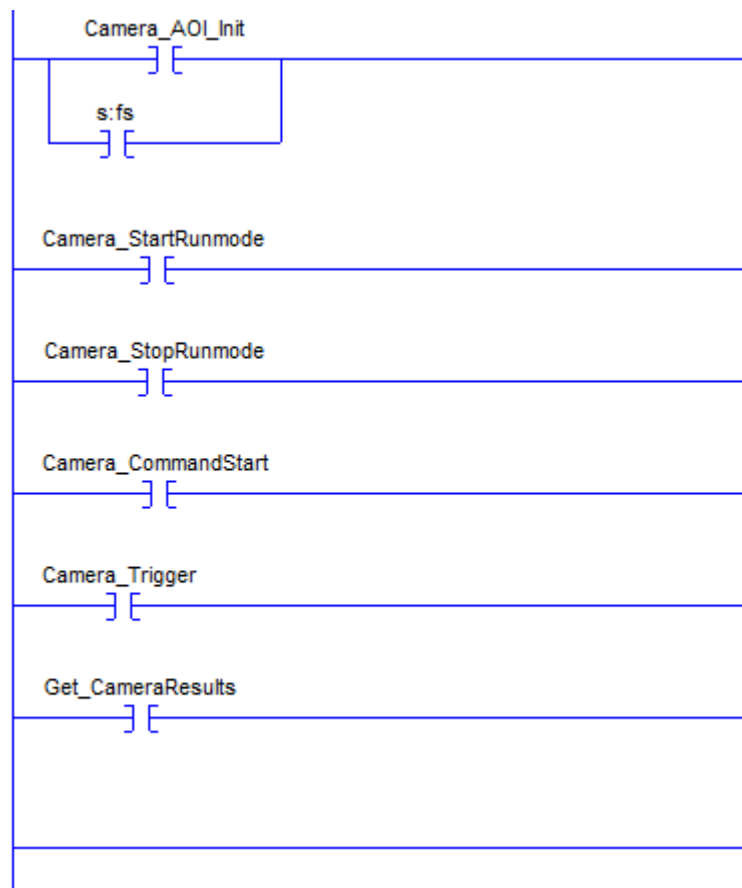 Camera_AOI_Init
s:fs
Camera_StartRunmode
Camera_StopRunmode
Camera_CommandStart
Camera_Trigger
Get_CameraResults